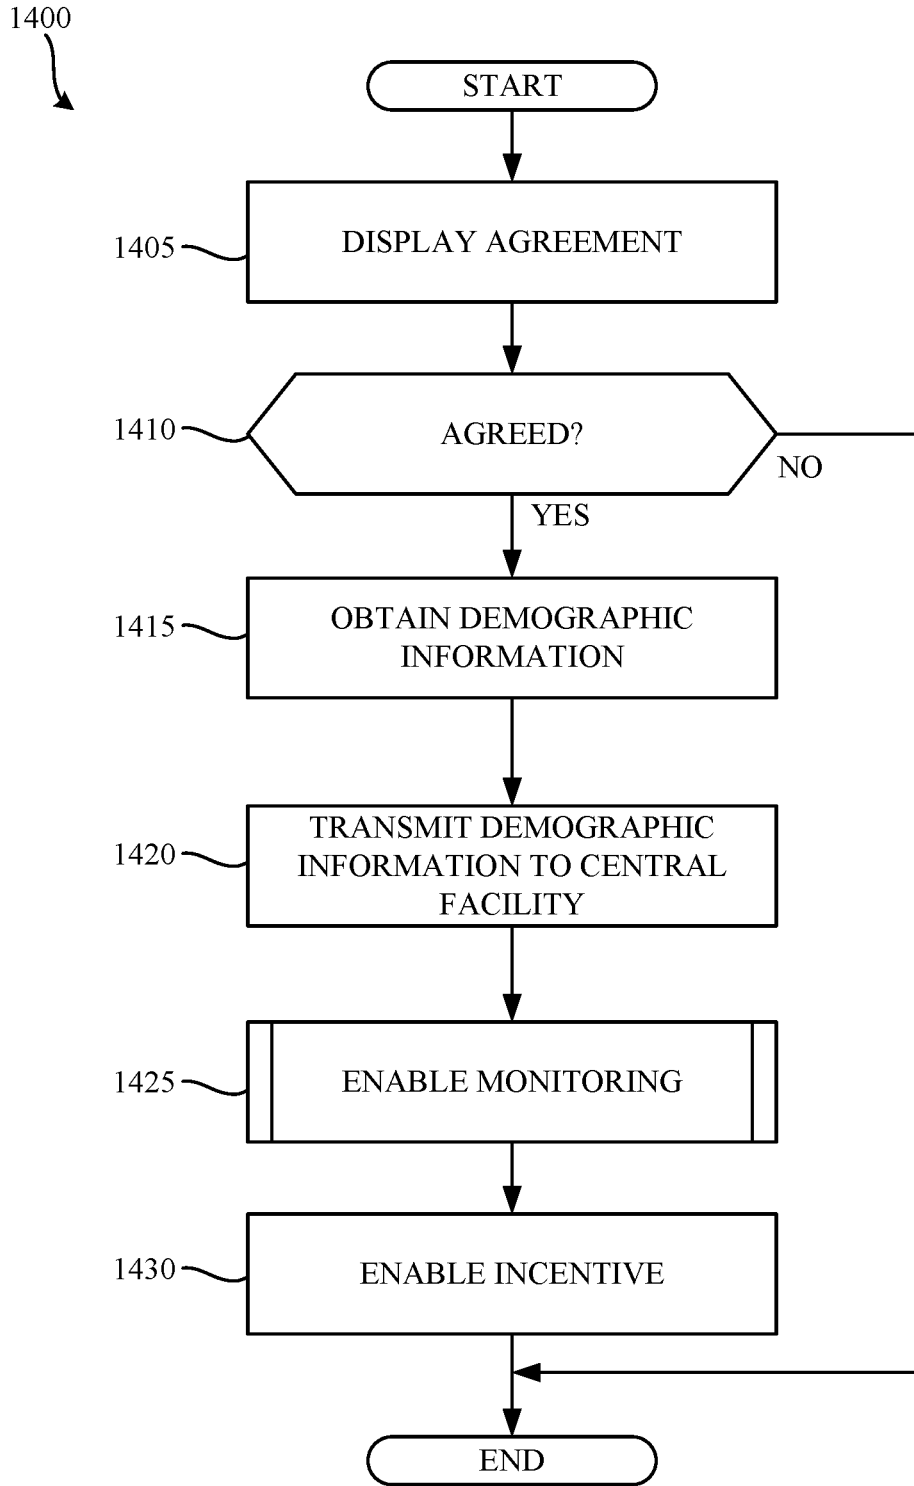 1400
START
1405
DISPLAY AGREEMENT
1410
AGREED?
NO
YES
1415
OBTAIN DEMOGRAPHIC
INFORMATION
1420
TRANSMIT DEMOGRAPHIC
INFORMATION TO CENTRAL
FACILITY
1425
ENABLE MONITORING
1430
ENABLE INCENTIVE
END